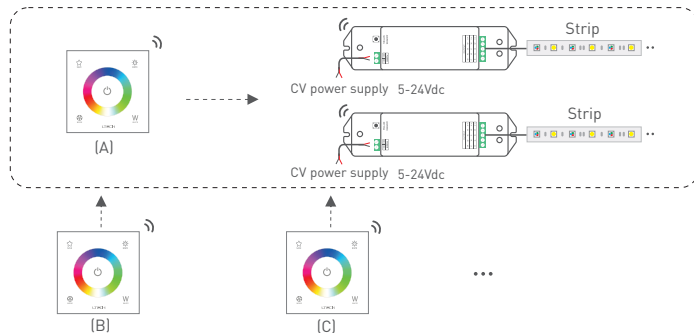 Strip
CV power supply 5-24Vdc
W
(A)
Strip
CV power supply 5-24Vdc
W
(B)
W
(C)